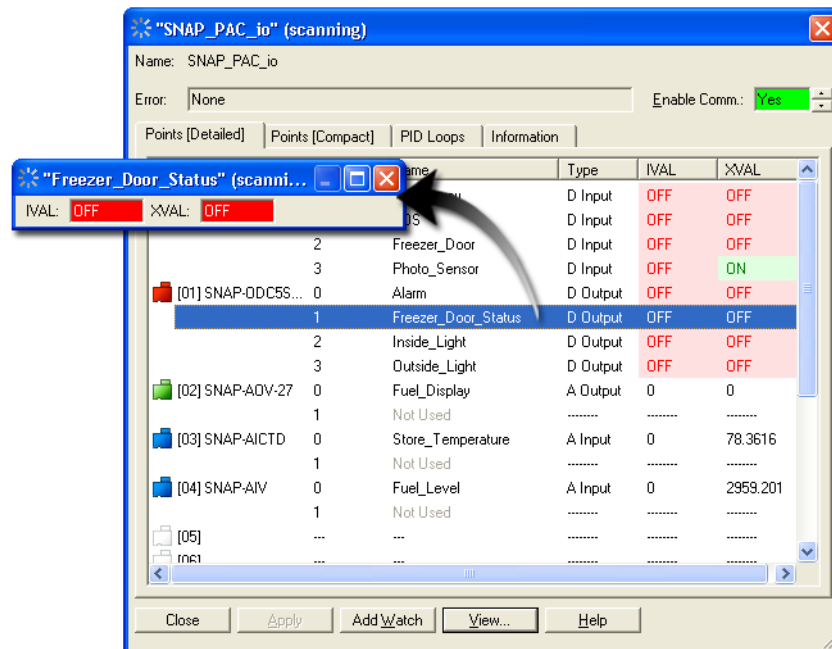 "SNAP_PAC_io" (scanning)
Name: SNAP_PAC_io
Error: None Enable Comm.: Yes
Points [Detailed] Points [Compact] PID Loops Information
"Freezer_Door_Status" (scanni...
IVAL: OFF XVAL: OFF
Type IVAL XVAL
D Input OFF OFF
D Input OFF OFF
2 Freezer_Door D Input OFF OFF
3 Photo_Sensor D Input OFF ON
[01] SNAP-ODC5S... 0 Alarm D Output OFF OFF
1 Freezer_Door_Status D Output OFF OFF
2 Inside_Light D Output OFF OFF
3 Outside_Light D Output OFF OFF
[02] SNAP-AOV-27 0 Fuel_Display A Output 0 0
1 Not Used -------- -------- --------
[03] SNAP-AICTD 0 Store_Temperature A Input 0 78.3616
1 Not Used -------- -------- --------
[04] SNAP-AIV 0 Fuel_Level A Input 0 2959.201
1 Not Used -------- -------- --------
[05] --- --- -------- -------- --------
[06] --- --- -------- -------- --------
Close Apply Add Watch View... Help